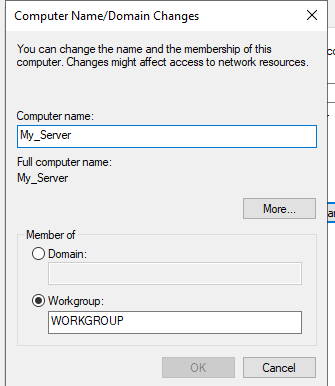 Computer Name/Domain Changes
You can change the name and the membership of this
computer. Changes might affect access to network resources.
Computer name:
My_Server
Full computer name:
My_Server
More...
Member of
Domain:
Workgroup:
WORKGROUP
OK
Cancel